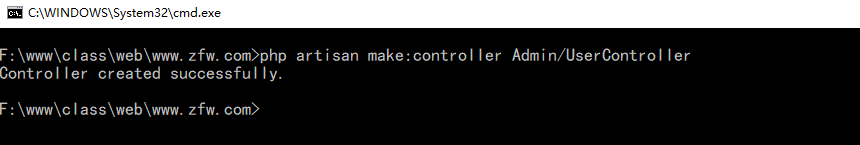 C:\WINDOWS\System32\cmd.exe
F:\www\class\web\www.zfw.com>php artisan make:controller Admin/UserController
Controller created successfully.
F:\www\class\web\www.zfw.com>